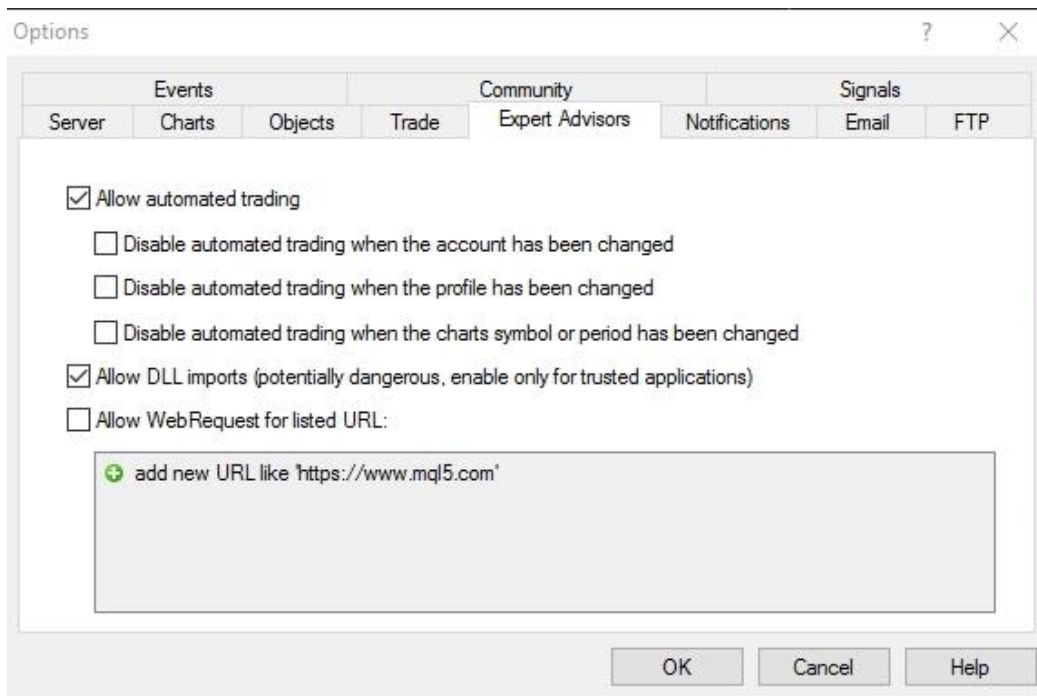 Options
Events Community Signals
Server Charts Objects Trade Expert Advisors Notifications Email FTP
Allow automated trading
Disable automated trading when the account has been changed
Disable automated trading when the profile has been changed
Disable automated trading when the charts symbol or period has been changed
Allow DLL imports (potentially dangerous, enable only for trusted applications)
Allow WebRequest for listed URL:
add new URL like 'https://www.mql5.com'
OK Cancel Help